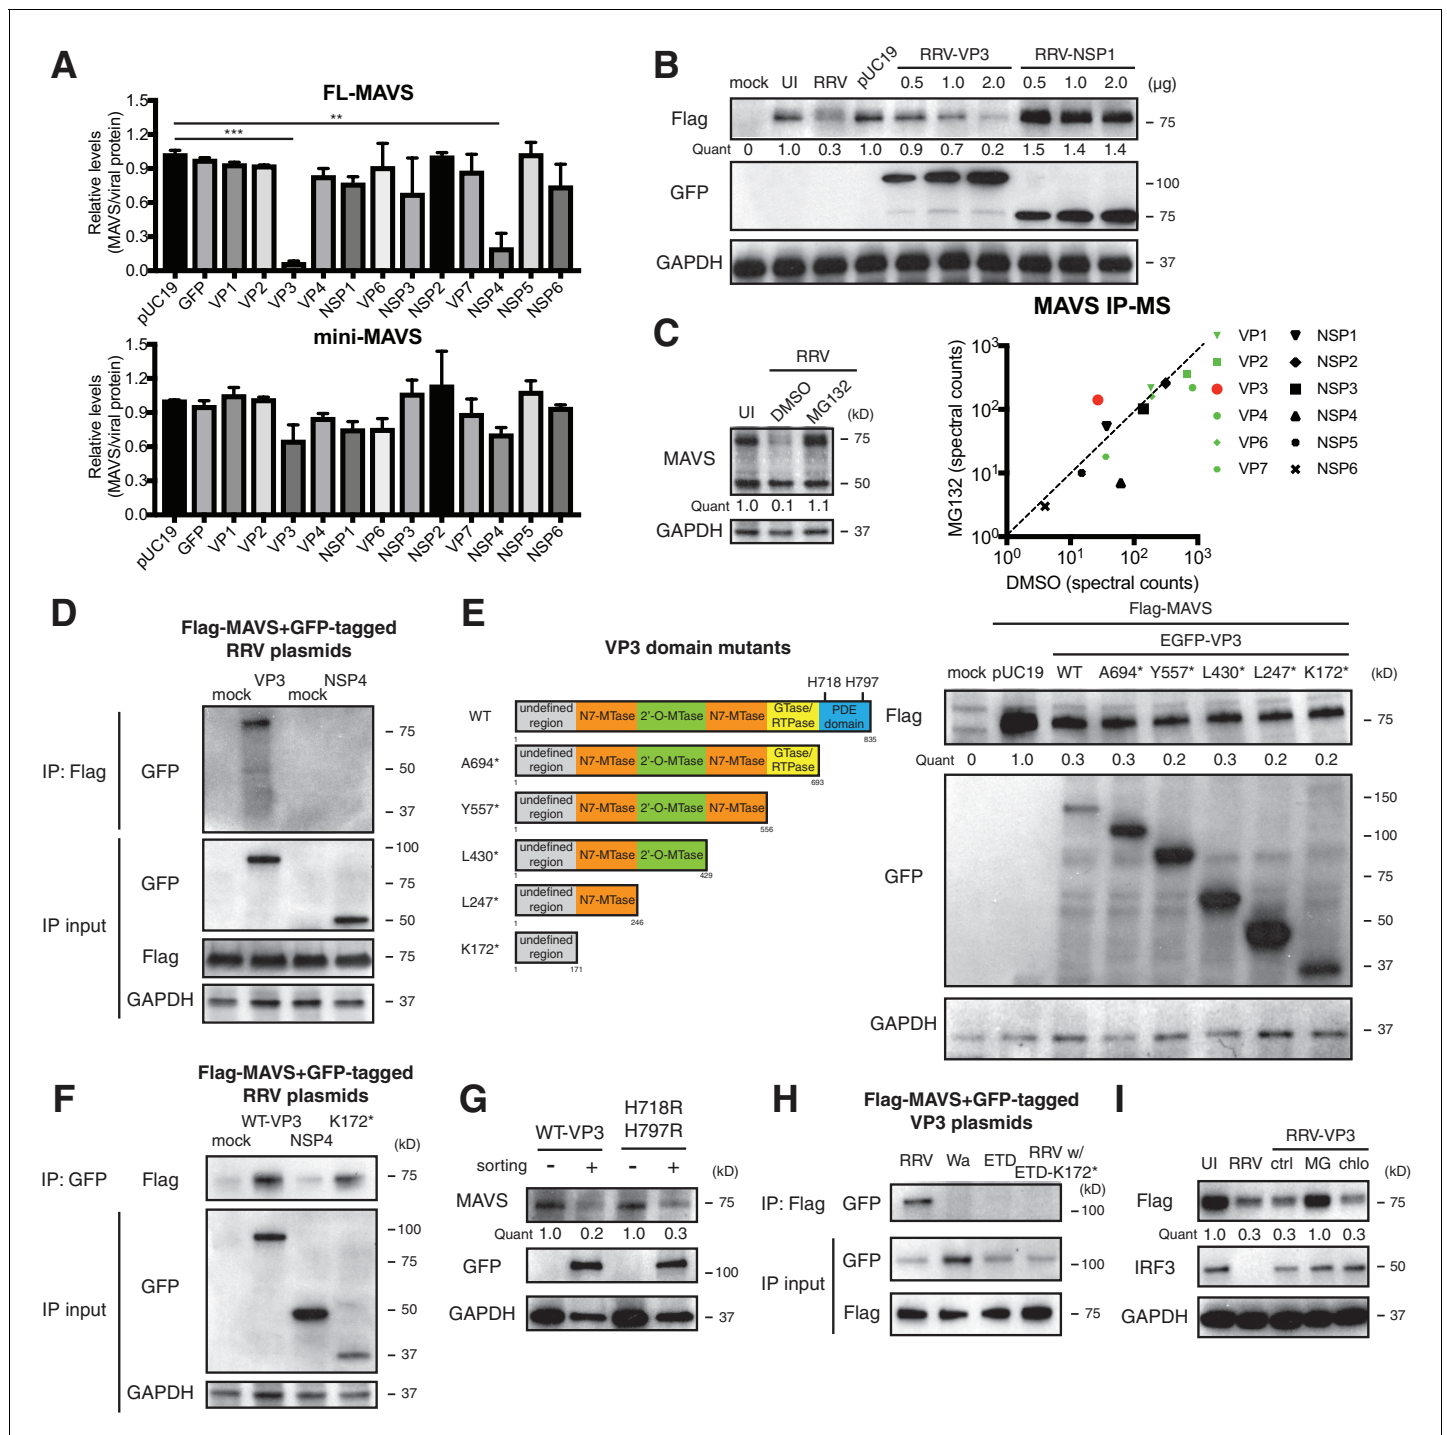 A
FL-MAVS
Relative levels
(MAVS/viral protein)
1.5
1.2
0.9
0.6
0.3
0.0
**
***
pUC19 GFP VP1 VP2 VP3 VP4 NSP1 VP6 NSP3 NSP2 VP7 NSP4 NSP5 NSP6
mini-MAVS
Relative levels
(MAVS/viral protein)
1.5
1.2
0.9
0.6
0.3
0.0
pUC19 GFP VP1 VP2 VP3 VP4 NSP1 VP6 NSP3 NSP2 VP7 NSP4 NSP5 NSP6
B
RRV-VP3 RRV-NSP1
mock UI RRV pUC19 0.5 1.0 2.0 0.5 1.0 2.0 (μg)
Flag – 75
Quant 0 1.0 0.3 1.0 0.9 0.7 0.2 1.5 1.4 1.4
GFP – 100
– 75
GAPDH – 37
C
RRV
UI DMSO MG132 (kD)
MAVS – 75
– 50
Quant 1.0 0.1 1.1
GAPDH – 37
MAVS IP-MS
MG132 (spectral counts)
10³
10²
10¹
10⁰
10⁰ 10¹ 10² 10³
DMSO (spectral counts)
VP1 NSP1
VP2 NSP2
VP3 NSP3
VP4 NSP4
VP6 NSP5
VP7 NSP6
D
Flag-MAVS+GFP-tagged
RRV plasmids
mock VP3 mock NSP4
IP: Flag GFP – 75
– 50
– 37
IP input GFP – 100
– 75
– 50
Flag – 75
GAPDH – 37
E
VP3 domain mutants
H718 H797
WT undefined region N7-MTase 2'-O-MTase N7-MTase GTase/ RTPase PDE domain
835
A694* undefined region N7-MTase 2'-O-MTase N7-MTase GTase/ RTPase
1 693
Y557* undefined region N7-MTase 2'-O-MTase N7-MTase
1 556
L430* undefined region N7-MTase 2'-O-MTase
1 429
L247* undefined region N7-MTase
1 246
K172* undefined region
1 171
Flag-MAVS
EGFP-VP3
mock pUC19 WT A694* Y557* L430* L247* K172* (kD)
Flag – 75
Quant 0 1.0 0.3 0.3 0.2 0.3 0.2 0.2
GFP – 150
– 100
– 75
– 50
– 37
GAPDH – 37
F
Flag-MAVS+GFP-tagged
RRV plasmids
mock WT-VP3 NSP4 K172* (kD)
IP: GFP Flag – 75
IP input GFP – 100
– 75
– 50
– 37
GAPDH – 37
G
WT-VP3 H718R
H797R
sorting - + - + (kD)
MAVS – 75
Quant 1.0 0.2 1.0 0.3
GFP – 100
GAPDH – 37
H
Flag-MAVS+GFP-tagged
VP3 plasmids
RRV Wa ETD RRV w/
ETD-K172*
(kD)
IP: Flag GFP – 100
IP input GFP – 100
Flag – 75
I
RRV-VP3
UI RRV ctrl MG chlo (kD)
Flag – 75
Quant 1.0 0.3 0.3 1.0 0.3
IRF3 – 50
GAPDH – 37